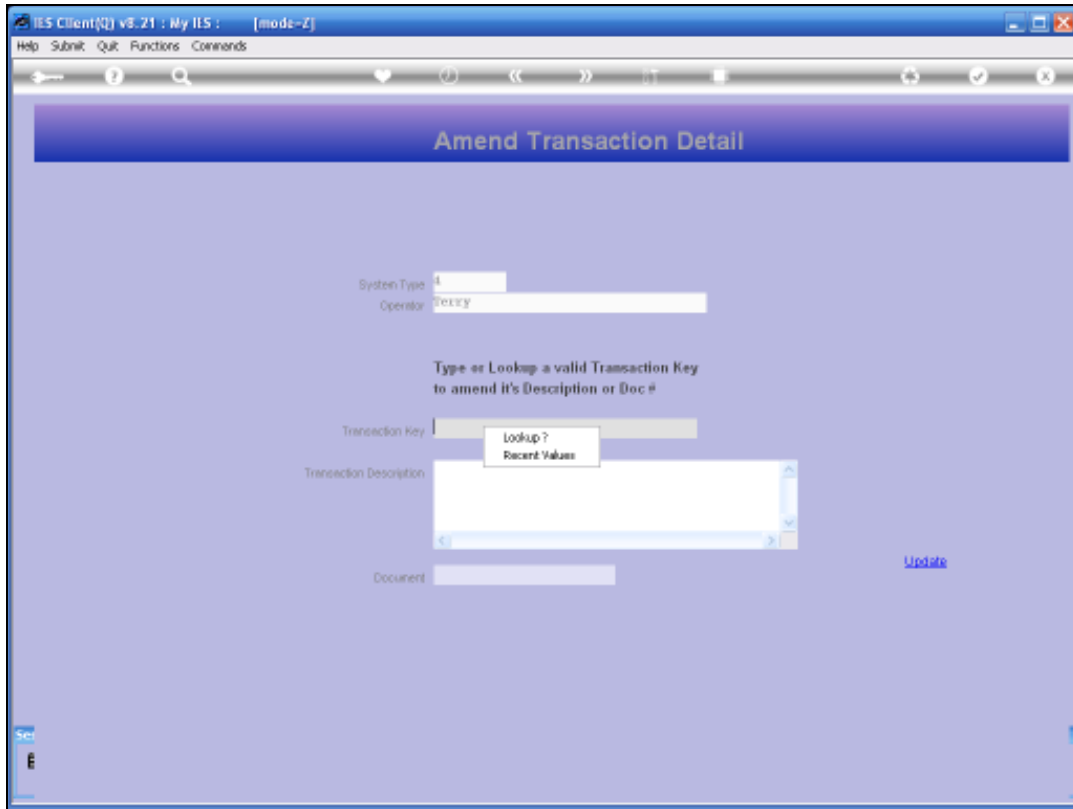 IES Client(Q) v8.21 : My IES : [mode-Z]
Help Submit Quit Functions Commands
Amend Transaction Detail
System Type 4
Operator Terry
Type or Lookup a valid Transaction Key
to amend it's Description or Doc #
Transaction Key
Lookup ?
Recent Values
Transaction Description
Update
Document
Se